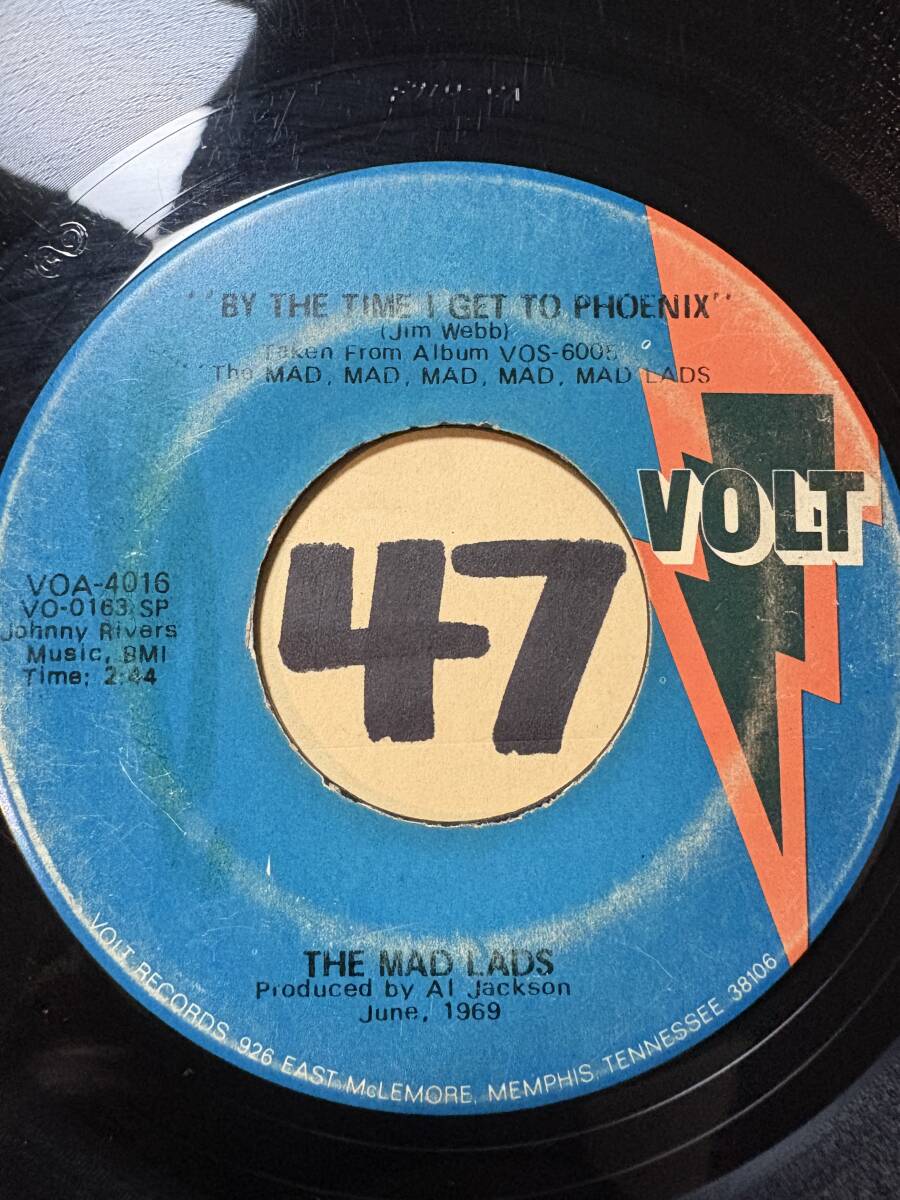 ''BY THE TIME I GET TO PHOENIX''
(Jim Webb)
Taken From Album VOS-6005
''The MAD, MAD, MAD, MAD, MAD LADS
VOLT
47
VOA-4016
VO-0163 SP
Johnny Rivers
Music, BMI
Time: 2:44
THE MAD LADS
Produced by Al Jackson
June, 1969
VOLT RECORDS, 926 EAST McLEMORE, MEMPHIS, TENNESSEE 38106